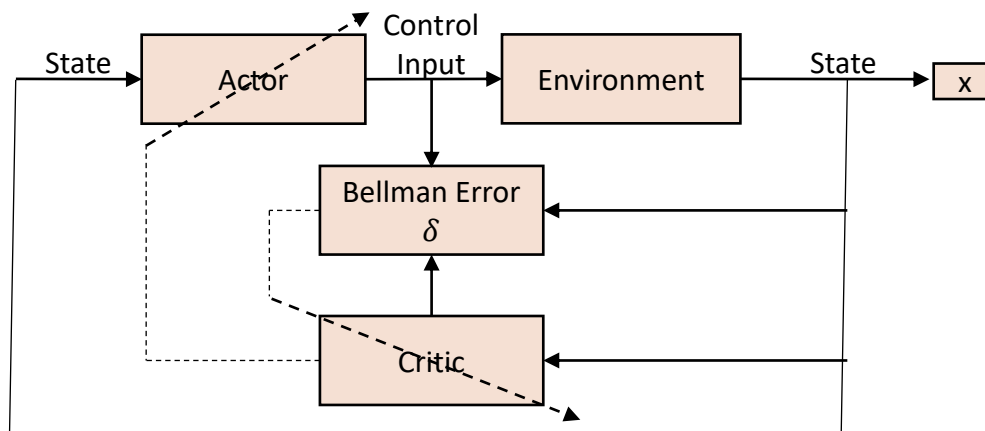 State
Actor
Control
Input
Environment
State
x
Bellman Error
δ
Critic